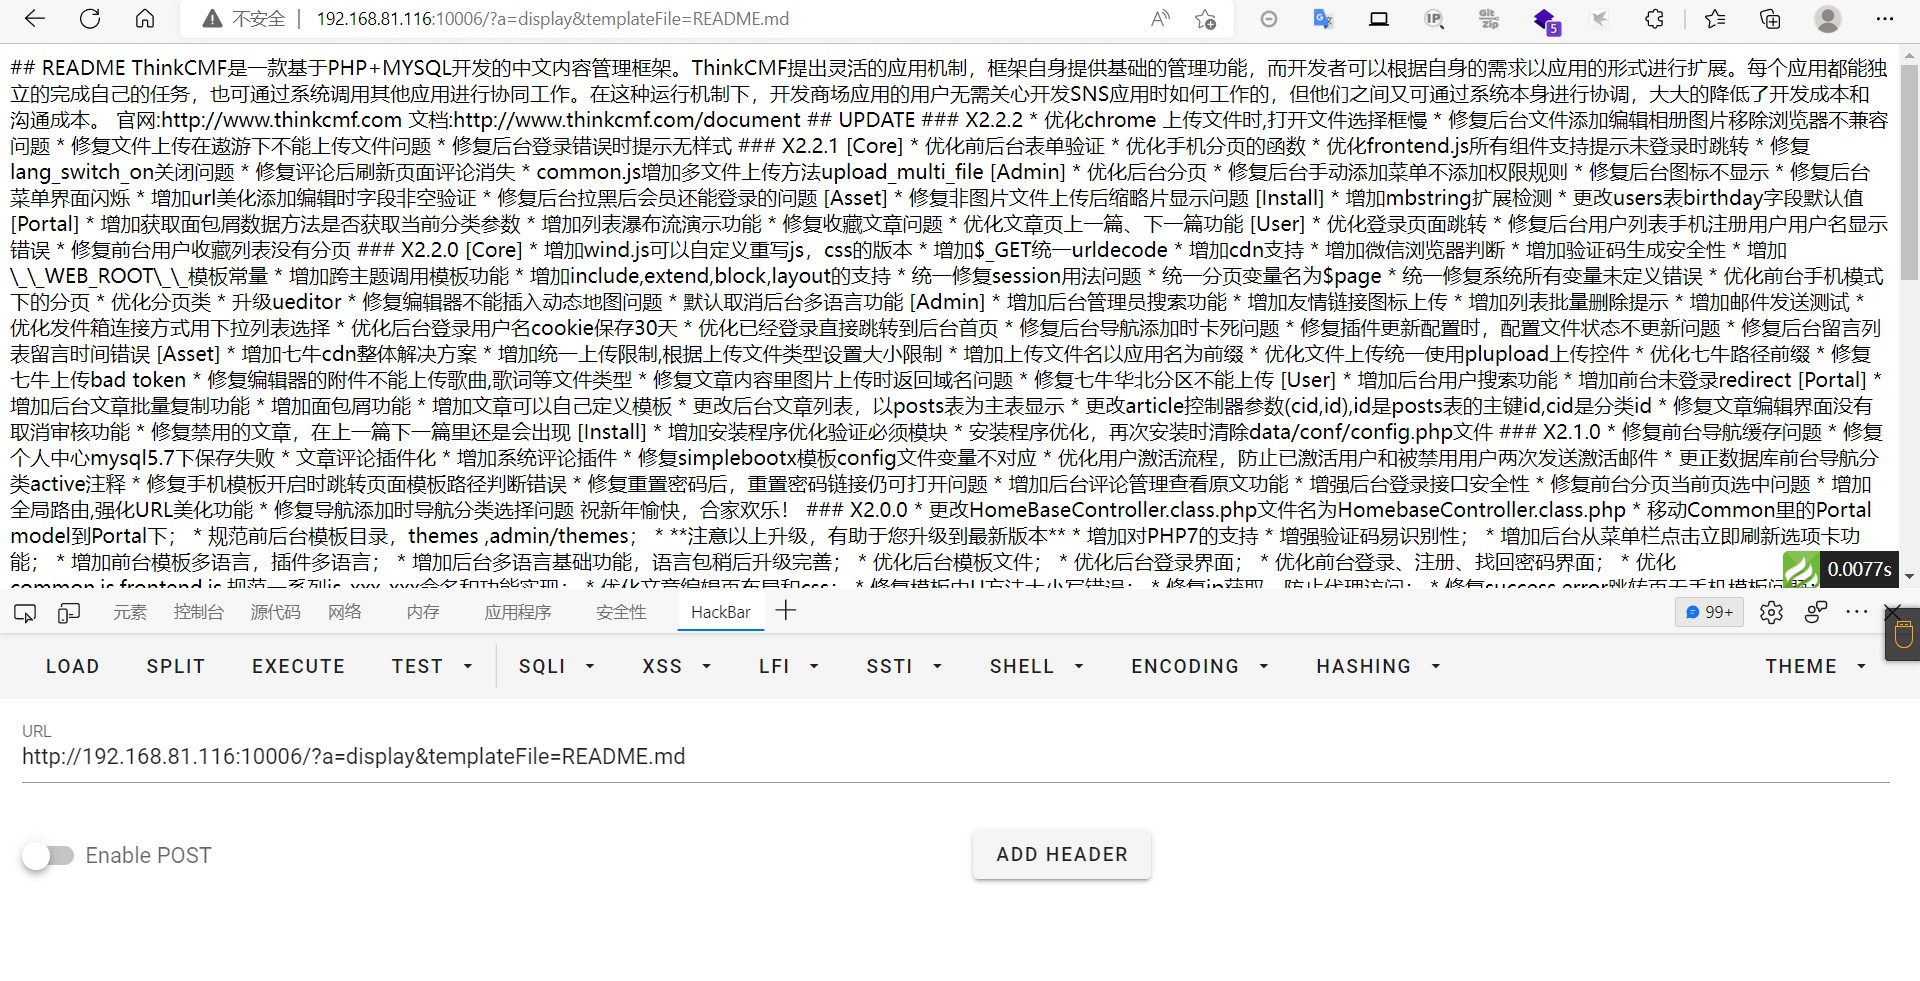 不安全 192.168.81.116:10006/?a=display&templateFile=README.md
## README ThinkCMF是一款基于PHP+MYSQL开发的中文内容管理框架。ThinkCMF提出灵活的应用机制，框架自身提供基础的管理功能，而开发者可以根据自身的需求以应用的形式进行扩展。每个应用都能独
立的完成自己的任务，也可通过系统调用其他应用进行协同工作。在这种运行机制下，开发商场应用的用户无需关心开发SNS应用时如何工作的，但他们之间又可通过系统本身进行协调，大大的降低了开发成本和
沟通成本。 官网:http://www.thinkcmf.com 文档:http://www.thinkcmf.com/document ## UPDATE ### X2.2.2 * 优化chrome 上传文件时,打开文件选择框慢 * 修复后台文件添加编辑相册图片移除浏览器不兼容
问题 * 修复文件上传在遨游下不能上传文件问题 * 修复后台登录错误时提示无样式 ### X2.2.1 [Core] * 优化前后台表单验证 * 优化手机分页的函数 * 优化frontend.js所有组件支持提示未登录时跳转 * 修复
lang_switch_on关闭问题 * 修复评论后刷新页面评论消失 * common.js增加多文件上传方法upload_multi_file [Admin] * 优化后台分页 * 修复后台手动添加菜单不添加权限规则 * 修复后台图标不显示 * 修复后台
菜单界面闪烁 * 增加url美化添加编辑时字段非空验证 * 修复后台拉黑后会员还能登录的问题 [Asset] * 修复非图片文件上传后缩略片显示问题 [Install] * 增加mbstring扩展检测 * 更改users表birthday字段默认值
[Portal] * 增加获取面包屑数据方法是否获取当前分类参数 * 增加列表瀑布流演示功能 * 修复收藏文章问题 * 优化文章页上一篇、下一篇功能 [User] * 优化登录页面跳转 * 修复后台用户列表手机注册用户用户名显示
错误 * 修复前台用户收藏列表没有分页 ### X2.2.0 [Core] * 增加wind.js可以自定义重写js，css的版本 * 增加$_GET统一urldecode * 增加cdn支持 * 增加微信浏览器判断 * 增加验证码生成安全性 * 增加
\_\_WEB_ROOT\_\_模板常量 * 增加跨主题调用模板功能 * 增加include,extend,block,layout的支持 * 统一修复session用法问题 * 统一分页变量名为$page * 统一修复系统所有变量未定义错误 * 优化前台手机模式
下的分页 * 优化分页类 * 升级ueditor * 修复编辑器不能插入动态地图问题 * 默认取消后台多语言功能 [Admin] * 增加后台管理员搜索功能 * 增加友情链接图标上传 * 增加列表批量删除提示 * 增加邮件发送测试 *
优化发件箱连接方式用下拉列表选择 * 优化后台登录用户名cookie保存30天 * 优化已经登录直接跳转到后台首页 * 修复后台导航添加时卡死问题 * 修复插件更新配置时，配置文件状态不更新问题 * 修复后台留言列
表留言时间错误 [Asset] * 增加七牛cdn整体解决方案 * 增加统一上传限制,根据上传文件类型设置大小限制 * 增加上传文件名以应用名为前缀 * 优化文件上传统一使用plupload上传控件 * 优化七牛路径前缀 * 修复
七牛上传bad token * 修复编辑器的附件不能上传歌曲,歌词等文件类型 * 修复文章内容里图片上传时返回域名问题 * 修复七牛华北分区不能上传 [User] * 增加后台用户搜索功能 * 增加前台未登录redirect [Portal] *
增加后台文章批量复制功能 * 增加面包屑功能 * 增加文章可以自己定义模板 * 更改后台文章列表，以posts表为主表显示 * 更改article控制器参数(cid,id),id是posts表的主键id,cid是分类id * 修复文章编辑界面没有
取消审核功能 * 修复禁用的文章，在上一篇下一篇里还是会出现 [Install] * 增加安装程序优化验证必须模块 * 安装程序优化，再次安装时清除data/conf/config.php文件 ### X2.1.0 * 修复前台导航缓存问题 * 修复
个人中心mysql5.7下保存失败 * 文章评论插件化 * 增加系统评论插件 * 修复simplebootx模板config文件变量不对应 * 优化用户激活流程，防止已激活用户和被禁用用户两次发送激活邮件 * 更正数据库前台导航分
类active注释 * 修复手机模板开启时跳转页面模板路径判断错误 * 修复重置密码后，重置密码链接仍可打开问题 * 增加后台评论管理查看原文功能 * 增强后台登录接口安全性 * 修复前台分页当前页选中问题 * 增加
全局路由,强化URL美化功能 * 修复导航添加时导航分类选择问题 祝新年愉快，合家欢乐！ ### X2.0.0 * 更改HomeBaseController.class.php文件名为HomebaseController.class.php * 移动Common里的Portal
model到Portal下； * 规范前后台模板目录，themes ,admin/themes； * **注意以上升级，有助于您升级到最新版本** * 增加对PHP7的支持 * 增强验证码易识别性； * 增加后台从菜单栏点击立即刷新选项卡功
能； * 增加前台模板多语言，插件多语言； * 增加后台多语言基础功能，语言包稍后升级完善； * 优化后台模板文件； * 优化后台登录界面； * 优化前台登录、注册、找回密码界面； * 优化
0.0077s
元素 控制台 源代码 网络 内存 应用程序 安全性 HackBar 99+
LOAD SPLIT EXECUTE TEST SQLI XSS LFI SSTI SHELL ENCODING HASHING THEME
URL
http://192.168.81.116:10006/?a=display&templateFile=README.md
Enable POST ADD HEADER